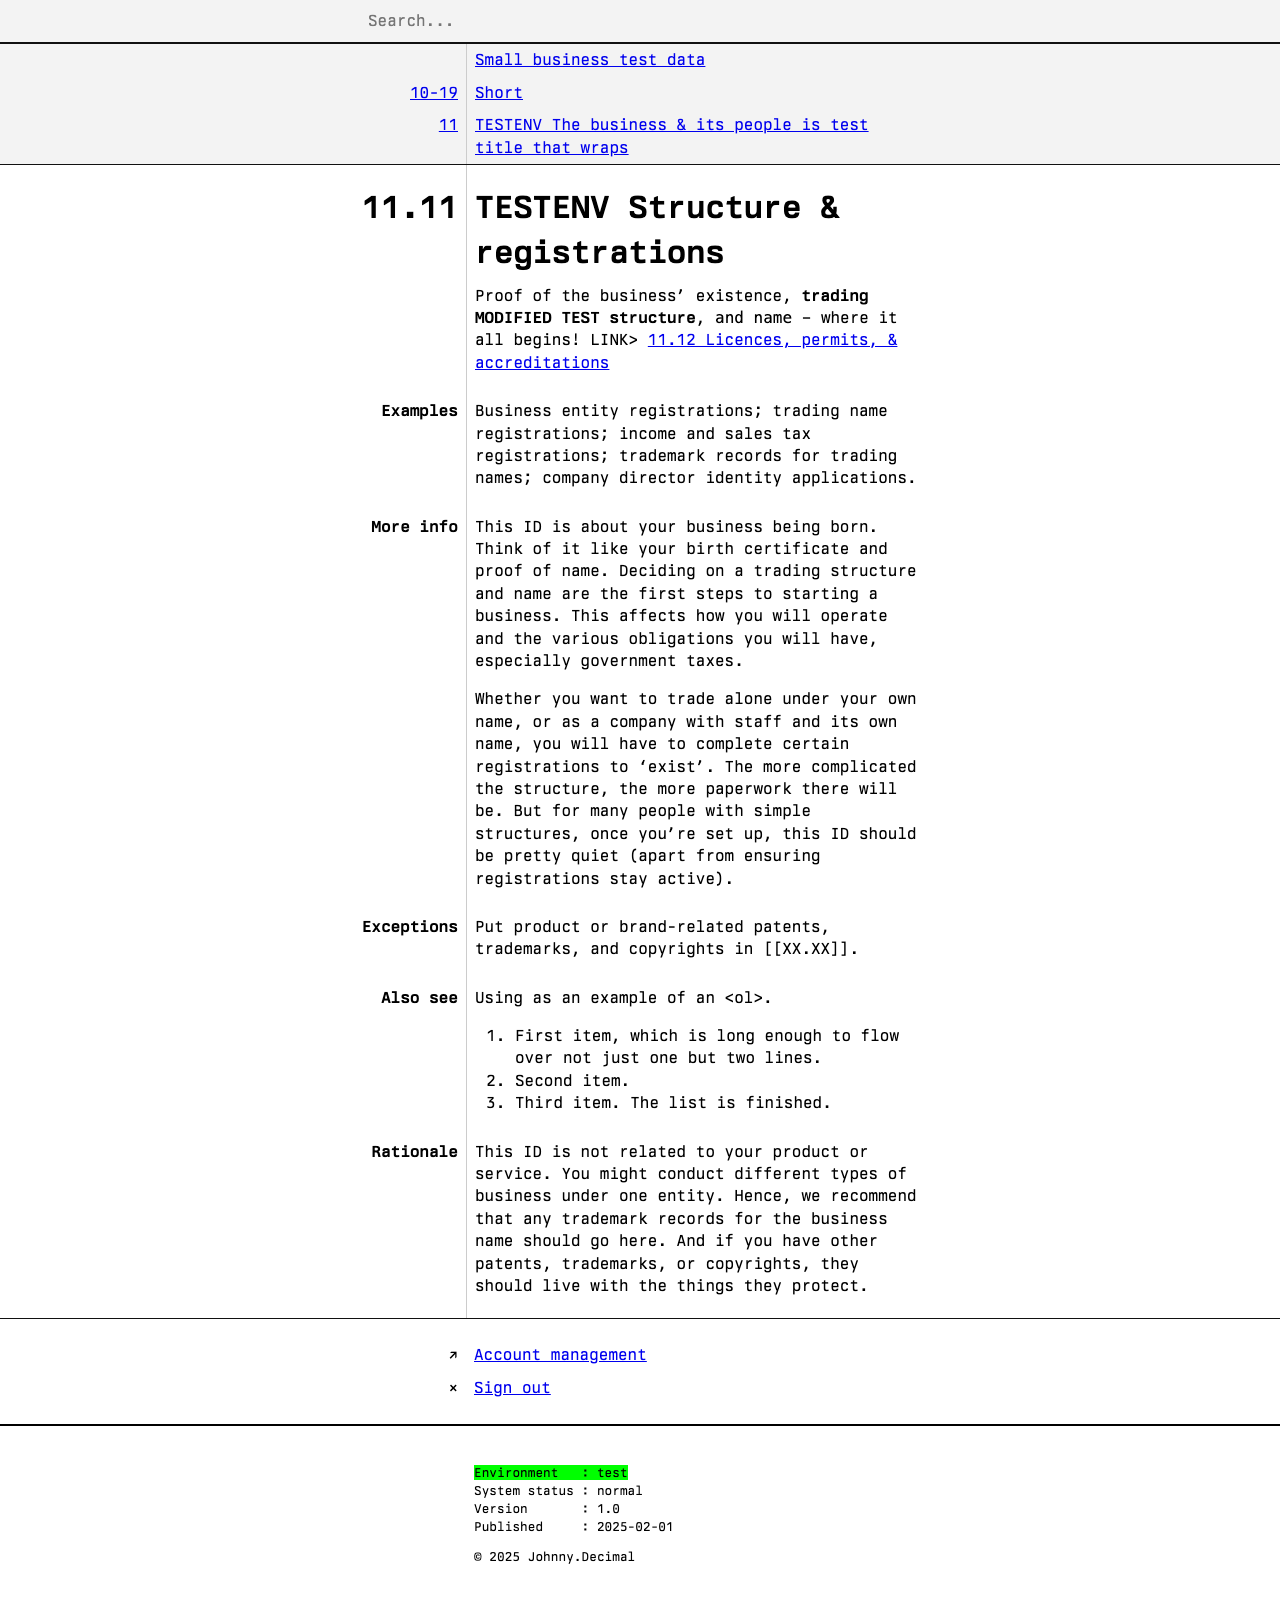 Search...
Small business test data
10-19 Short
11 TESTENV The business & its people is test
title that wraps
11.11 TESTENV Structure &
registrations
Proof of the business’ existence, trading
MODIFIED TEST structure, and name – where it
all begins! LINK> 11.12 Licences, permits, &
accreditations
Examples Business entity registrations; trading name
registrations; income and sales tax
registrations; trademark records for trading
names; company director identity applications.
More info This ID is about your business being born.
Think of it like your birth certificate and
proof of name. Deciding on a trading structure
and name are the first steps to starting a
business. This affects how you will operate
and the various obligations you will have,
especially government taxes.
Whether you want to trade alone under your own
name, or as a company with staff and its own
name, you will have to complete certain
registrations to ‘exist’. The more complicated
the structure, the more paperwork there will
be. But for many people with simple
structures, once you’re set up, this ID should
be pretty quiet (apart from ensuring
registrations stay active).
Exceptions Put product or brand-related patents,
trademarks, and copyrights in [[XX.XX]].
Also see Using as an example of an <ol>.
1. First item, which is long enough to flow
over not just one but two lines.
2. Second item.
3. Third item. The list is finished.
Rationale This ID is not related to your product or
service. You might conduct different types of
business under one entity. Hence, we recommend
that any trademark records for the business
name should go here. And if you have other
patents, trademarks, or copyrights, they
should live with the things they protect.
↗ Account management
× Sign out
Environment : test
System status : normal
Version : 1.0
Published : 2025-02-01
© 2025 Johnny.Decimal